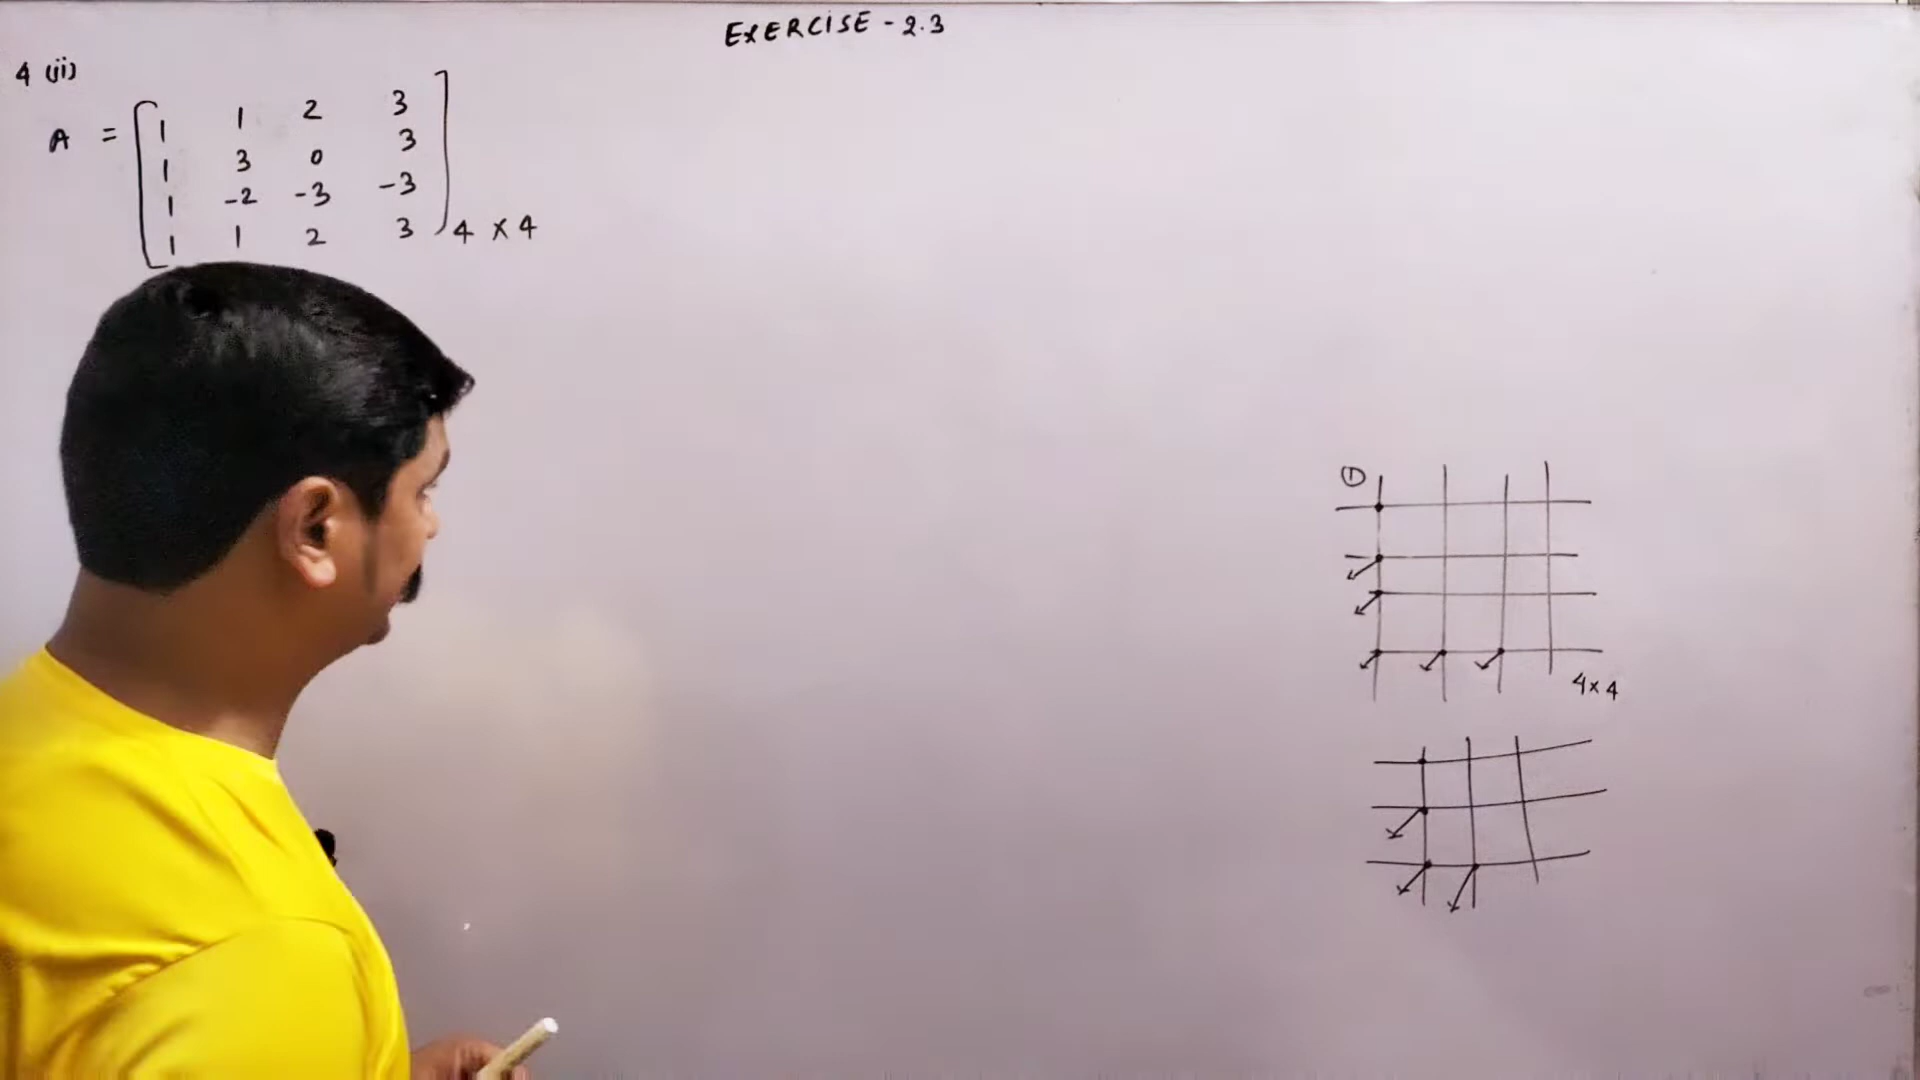 EXERCISE - 2.3
4 (ii)
A = [ 1 1 2 3
1 3 0 3
1 -2 -3 -3
1 1 2 3 ] 4 × 4
4 × 4